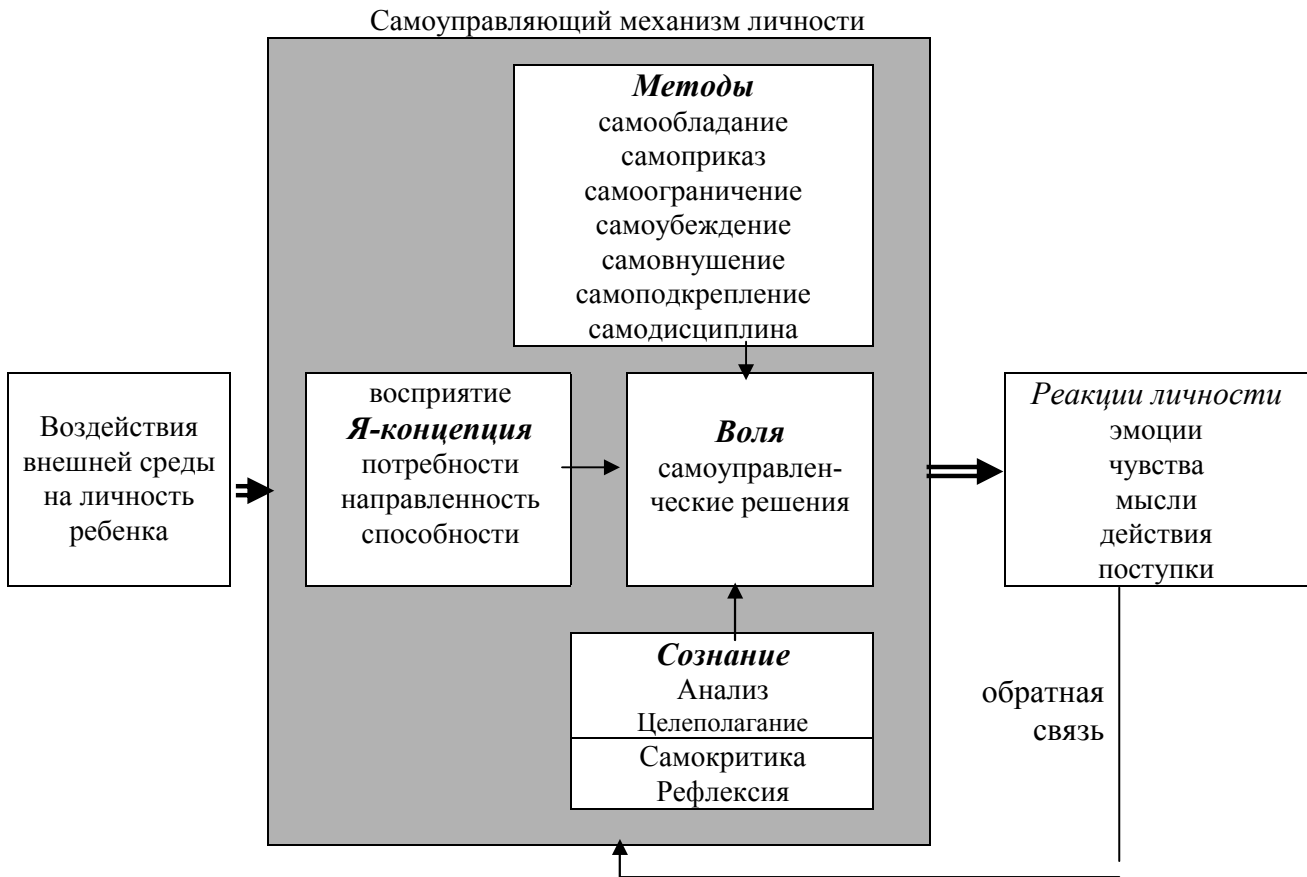 Самоуправляющий механизм личности
Методы
самообладание
самоприказ
самоограничение
самоубеждение
самовнушение
самоподкрепление
самодисциплина
Воздействия
внешней среды
на личность
ребенка
восприятие
Я-концепция
потребности
направленность
способности
Воля
самоуправлен-
ческие решения
Реакции личности
эмоции
чувства
мысли
действия
поступки
Сознание
Анализ
Целеполагание
Самокритика
Рефлексия
обратная
связь